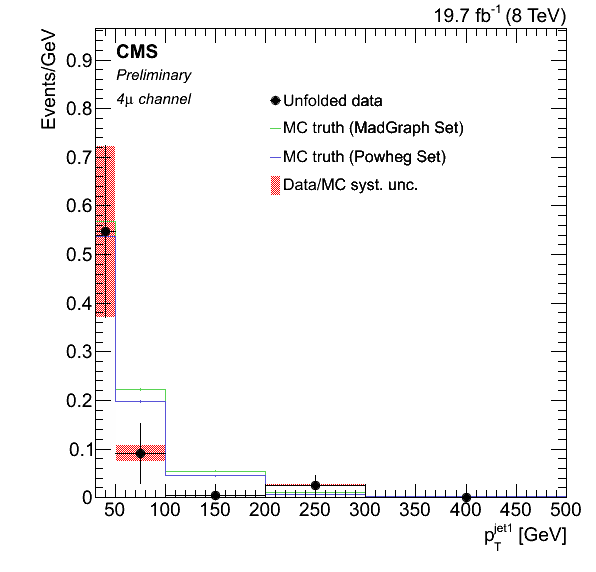 19.7 fb⁻¹ (8 TeV)
Events/GeV
CMS
Preliminary
4μ channel
Unfolded data
MC truth (MadGraph Set)
MC truth (Powheg Set)
Data/MC syst. unc.
0.9
0.8
0.7
0.6
0.5
0.4
0.3
0.2
0.1
0
50 100 150 200 250 300 350 400 450 500
p_T^jet1 [GeV]